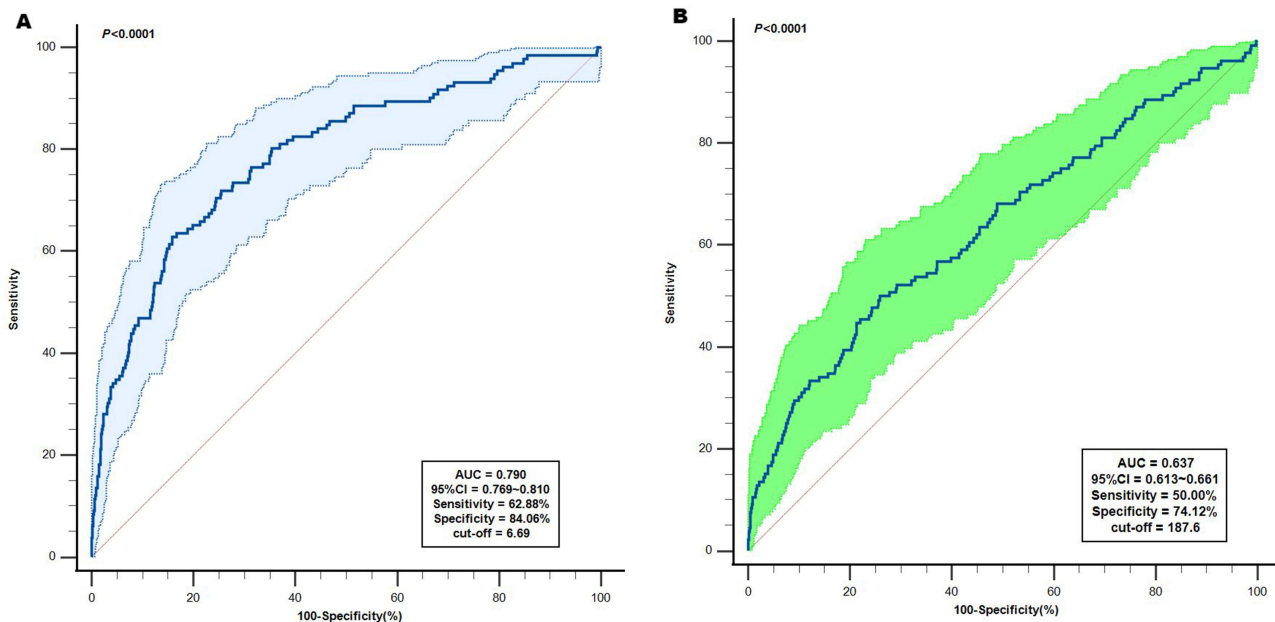 A
P<0.0001
100
80
60
40
20
0
Sensitivity
AUC = 0.790
95%CI = 0.769~0.810
Sensitivity = 62.88%
Specificity = 84.06%
cut-off = 6.69
0 20 40 60 80 100
100-Specificity(%)
B
P<0.0001
100
80
60
40
20
0
Sensitivity
AUC = 0.637
95%CI = 0.613~0.661
Sensitivity = 50.00%
Specificity = 74.12%
cut-off = 187.6
0 20 40 60 80 100
100-Specificity(%)